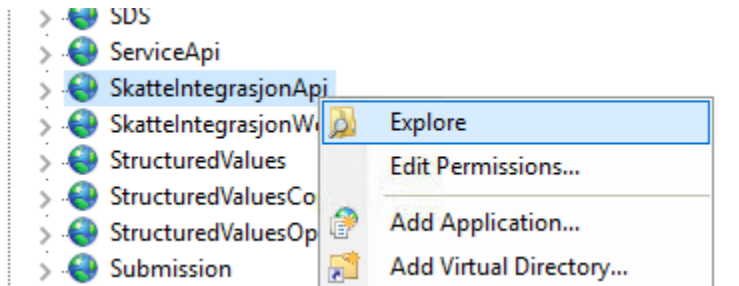 SDS
ServiceApi
SkatteIntegrasjonApi
Explore
Edit Permissions...
StructuredValues
Add Application...
Submission
Add Virtual Directory...